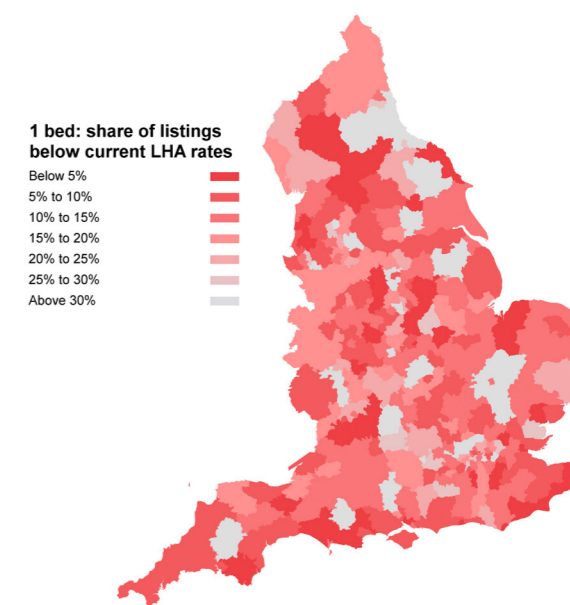 1 bed: share of listings
below current LHA rates
Below 5%
5% to 10%
10% to 15%
15% to 20%
20% to 25%
25% to 30%
Above 30%